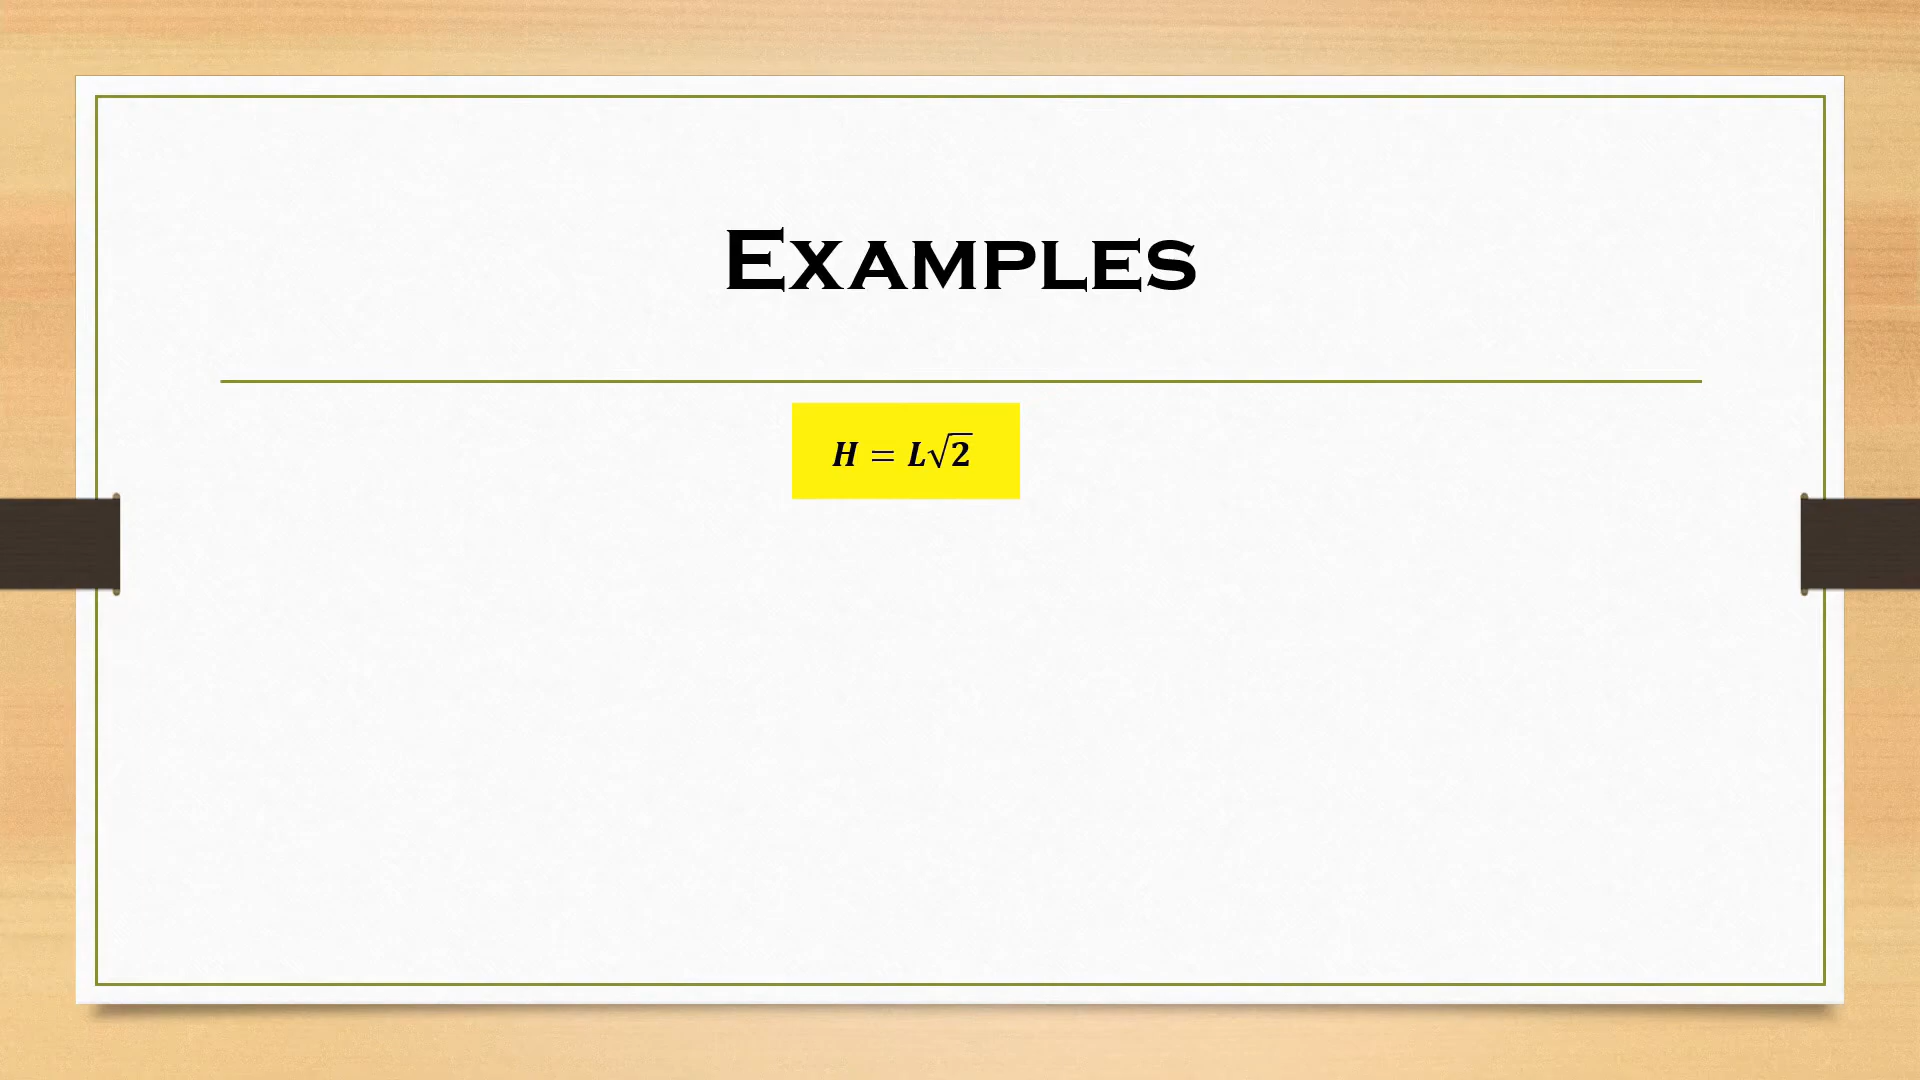 Examples
H = L√2